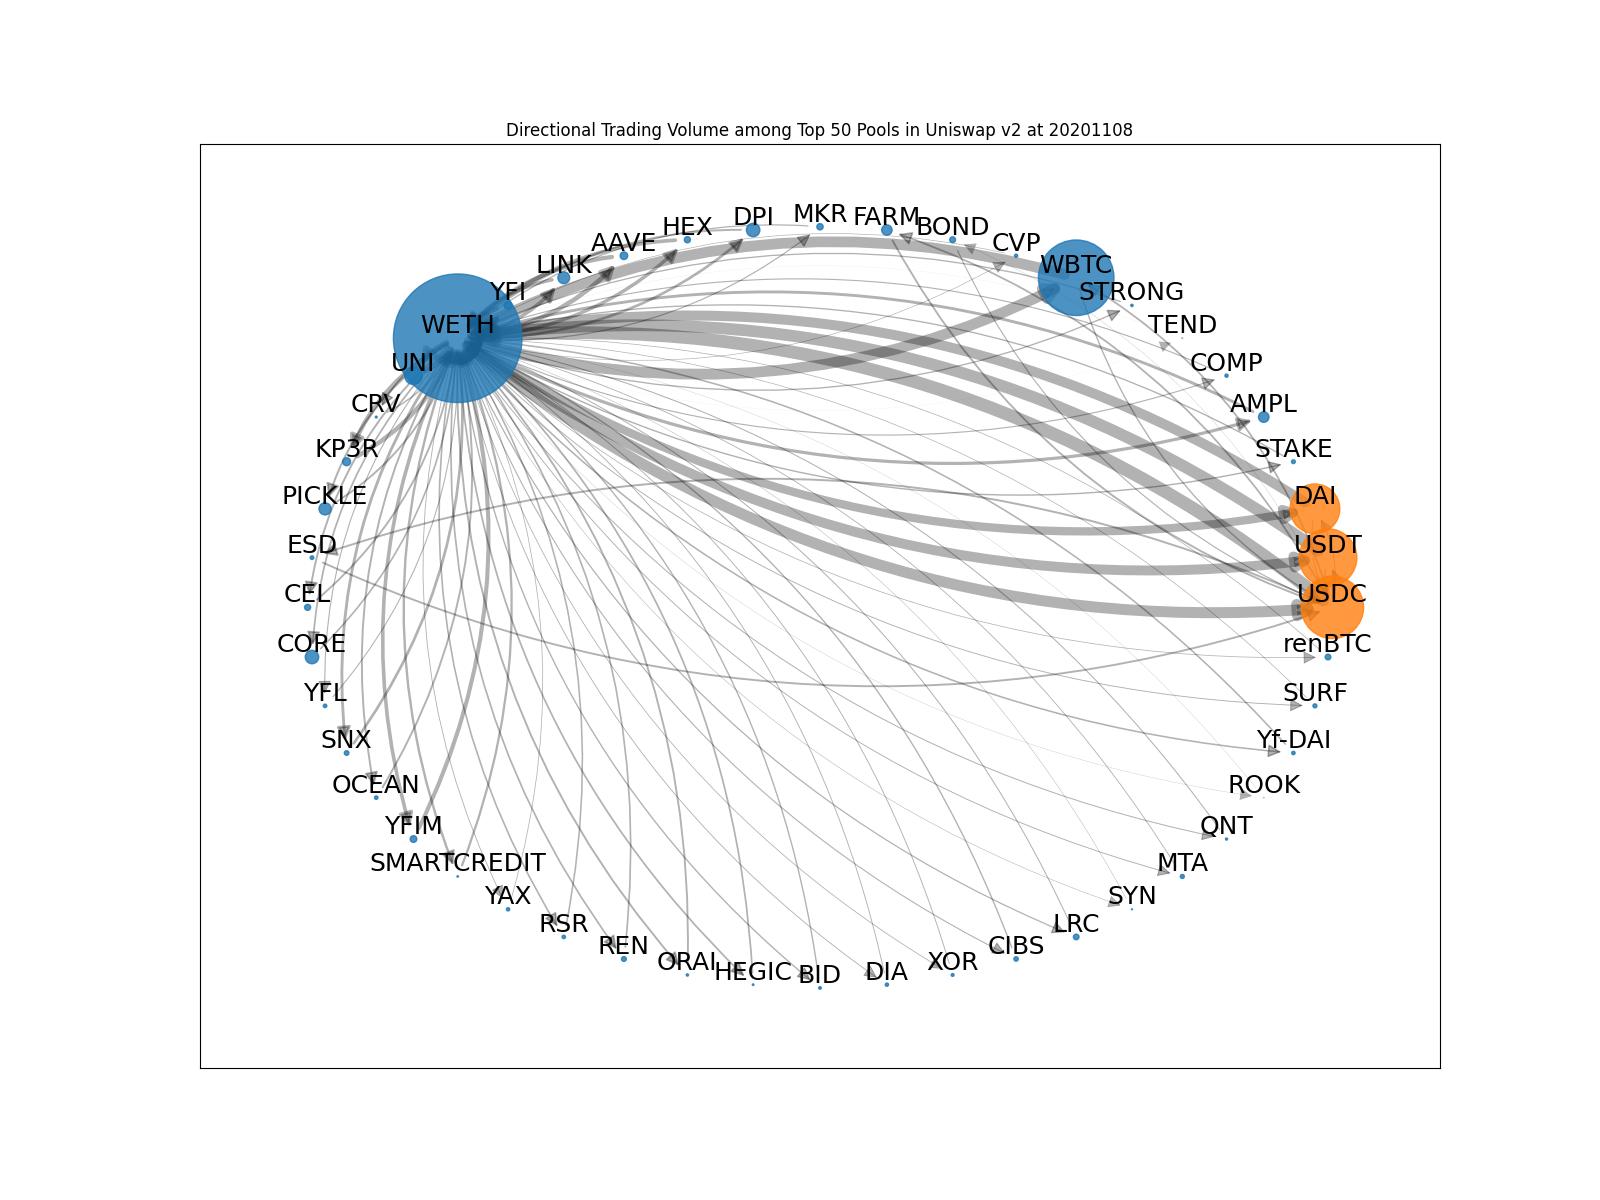 Directional Trading Volume among Top 50 Pools in Uniswap v2 at 20201108
MKR
DPI
FARM
HEX
BOND
AAVE
CVP
LINK
WBTC
YFI
STRONG
WETH
TEND
UNI
COMP
CRV
AMPL
KP3R
STAKE
PICKLE
DAI
ESD
USDT
CEL
USDC
CORE
renBTC
YFL
SURF
SNX
Yf-DAI
OCEAN
ROOK
YFIM
QNT
SMARTCREDIT
MTA
YAX
SYN
RSR
LRC
REN
CIBS
ORAI
XOR
HEGIC
DIA
BID